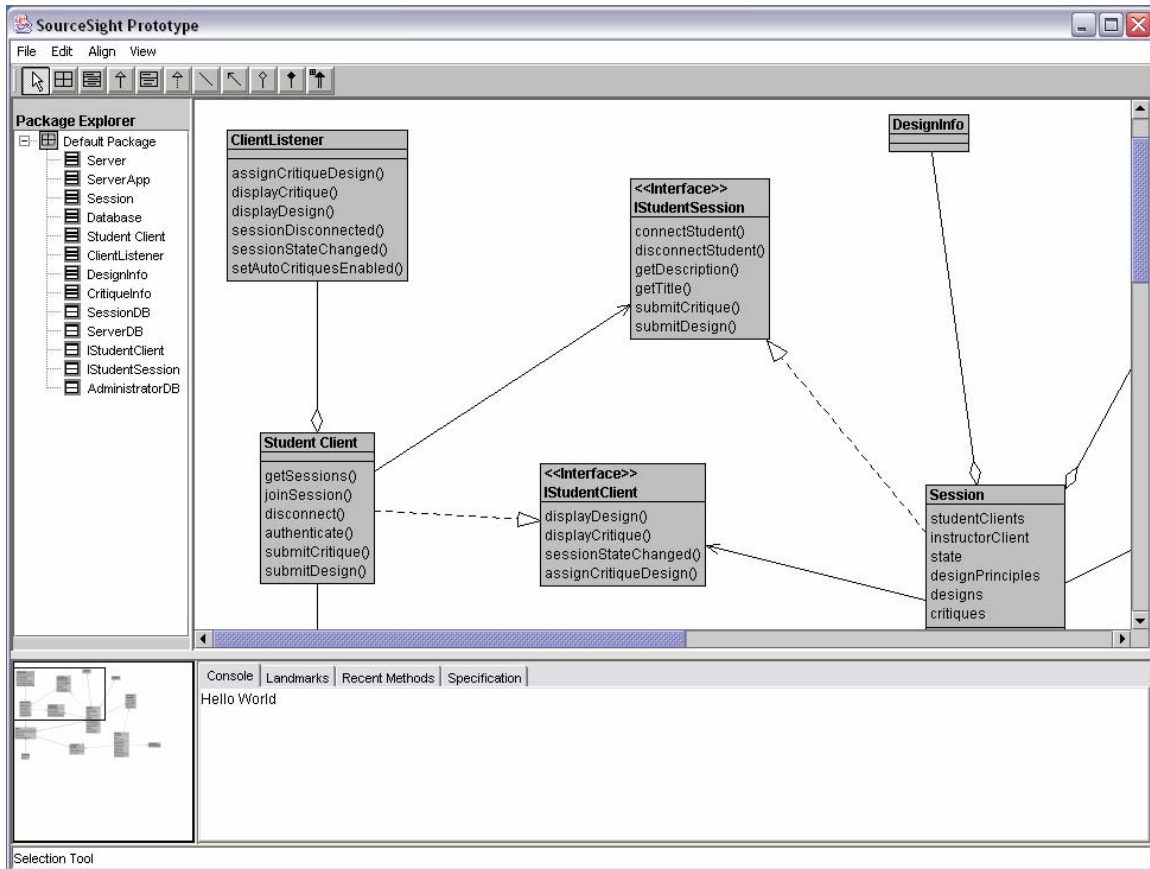 SourceSight Prototype
File Edit Align View
Package Explorer
Default Package
Server
ServerApp
Session
Database
Student Client
ClientListener
DesignInfo
CritiqueInfo
SessionDB
ServerDB
IStudentClient
IStudentSession
AdministratorDB
ClientListener
assignCritiqueDesign()
displayCritique()
displayDesign()
sessionDisconnected()
sessionStateChanged()
setAutoCritiquesEnabled()
<<Interface>>
IStudentSession
connectStudent()
disconnectStudent()
getDescription()
getTitle()
submitCritique()
submitDesign()
DesignInfo
Student Client
getSessions()
joinSession()
disconnect()
authenticate()
submitCritique()
submitDesign()
<<Interface>>
IStudentClient
displayDesign()
displayCritique()
sessionStateChanged()
assignCritiqueDesign()
Session
studentClients
instructorClient
state
designPrinciples
designs
critiques
Console Landmarks Recent Methods Specification
Hello World
Selection Tool